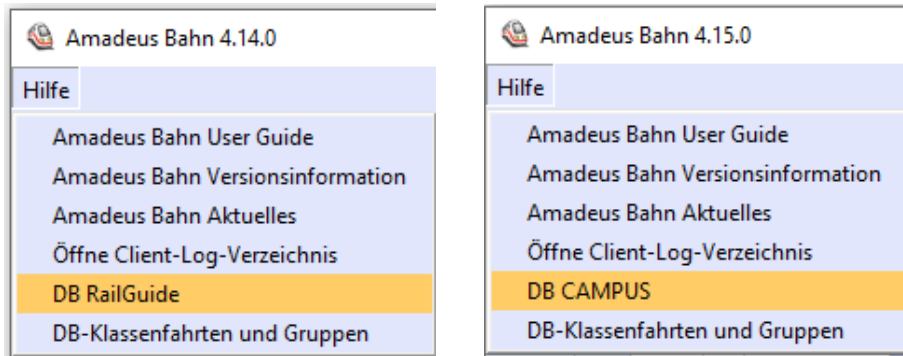 Amadeus Bahn 4.14.0
Hilfe
Amadeus Bahn User Guide
Amadeus Bahn Versionsinformation
Amadeus Bahn Aktuelles
Öffne Client-Log-Verzeichnis
DB RailGuide
DB-Klassenfahrten und Gruppen
Amadeus Bahn 4.15.0
Hilfe
Amadeus Bahn User Guide
Amadeus Bahn Versionsinformation
Amadeus Bahn Aktuelles
Öffne Client-Log-Verzeichnis
DB CAMPUS
DB-Klassenfahrten und Gruppen